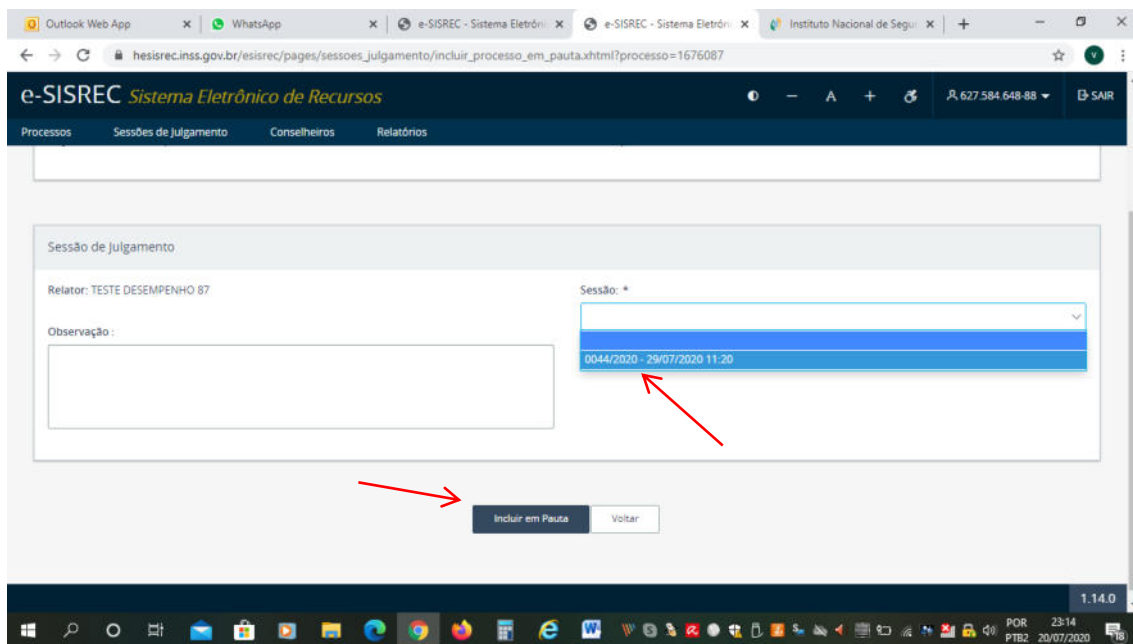 Outlook Web App
WhatsApp
e-SISREC - Sistema Eletrôni
e-SISREC - Sistema Eletrôni
Instituto Nacional de Segur
hesisrec.inss.gov.br/esisrec/pages/sessoes_julgamento/incluir_processo_em_pauta.xhtml?processo=1676087
V
e-SISREC Sistema Eletrônico de Recursos
A
627.584.648-88
SAIR
Processos
Sessões de Julgamento
Conselheiros
Relatórios
Sessão de Julgamento
Relator: TESTE DESEMPENHO 87
Sessão: *
Observação :
0044/2020 - 29/07/2020 11:20
Incluir em Pauta
Voltar
1.14.0
POR
PTB2
23:14
20/07/2020